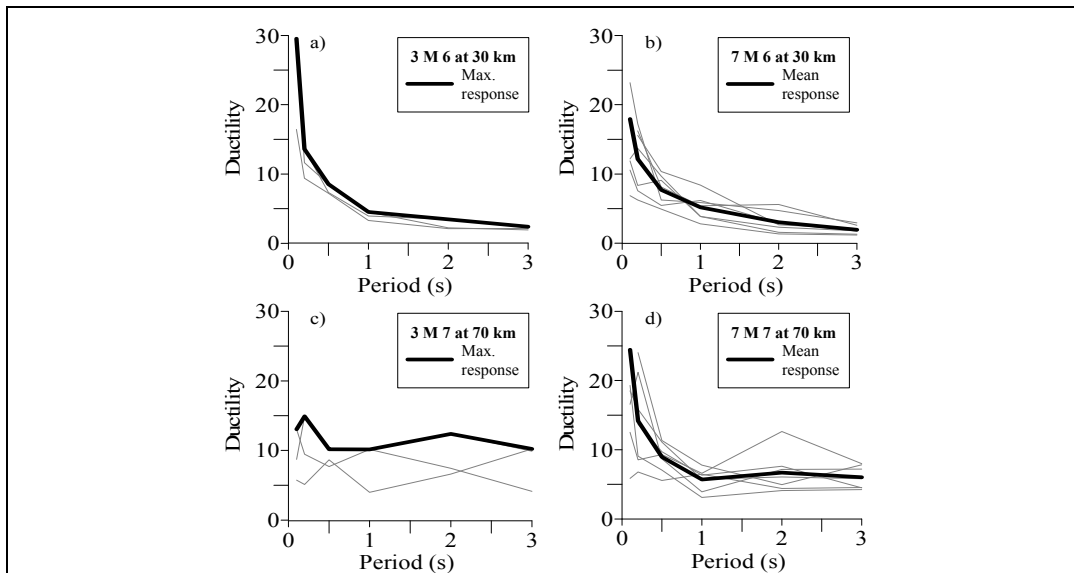 a)
3 M 6 at 30 km
Max.
response
Ductility
30
20
10
0
0 1 2 3
Period (s)
b)
7 M 6 at 30 km
Mean
response
Ductility
30
20
10
0
0 1 2 3
Period (s)
c)
3 M 7 at 70 km
Max.
response
Ductility
30
20
10
0
0 1 2 3
Period (s)
d)
7 M 7 at 70 km
Mean
response
Ductility
30
20
10
0
0 1 2 3
Period (s)